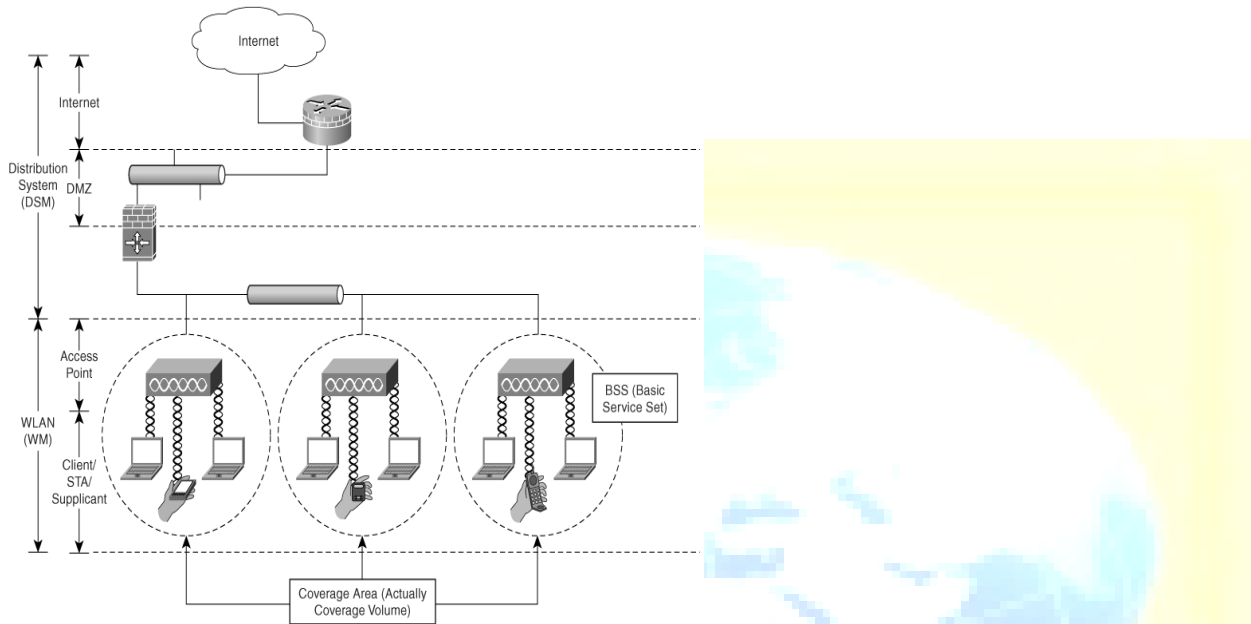 Internet
Internet
Distribution
System
(DSM)
DMZ
Access
Point
BSS (Basic
Service Set)
WLAN
(WM)
Client/
STA/
Supplicant
Coverage Area (Actually
Coverage Volume)